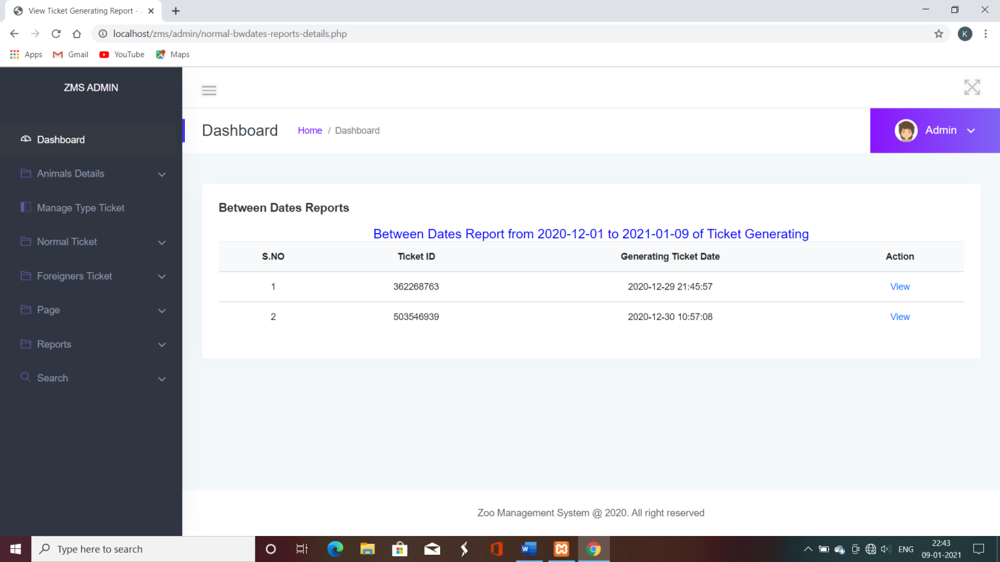 View Ticket Generating Report -
localhost/zms/admin/normal-bwdates-reports-details.php
K
Apps Gmail YouTube Maps
ZMS ADMIN
Dashboard Home / Dashboard Admin
Dashboard
Animals Details
Manage Type Ticket
Normal Ticket
Foreigners Ticket
Page
Reports
Search
Between Dates Reports
Between Dates Report from 2020-12-01 to 2021-01-09 of Ticket Generating
S.NO Ticket ID Generating Ticket Date Action
1 362268763 2020-12-29 21:45:57 View
2 503546939 2020-12-30 10:57:08 View
Zoo Management System @ 2020. All right reserved
Type here to search
ENG
22:43
09-01-2021